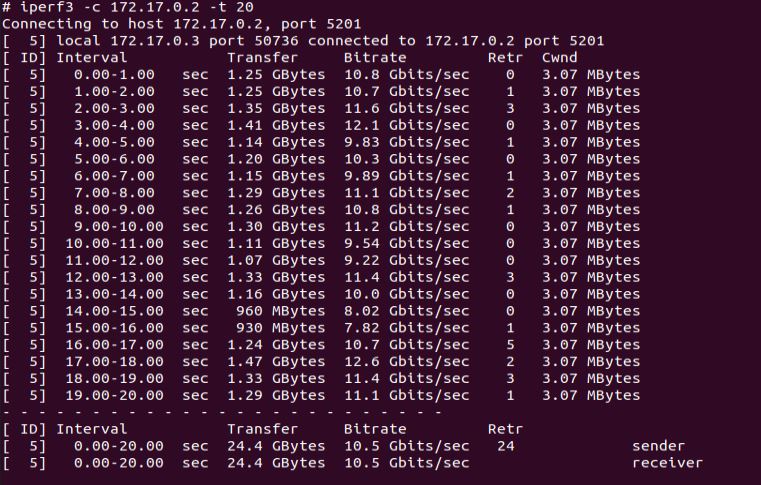 # iperf3 -c 172.17.0.2 -t 20
Connecting to host 172.17.0.2, port 5201
[  5] local 172.17.0.3 port 50736 connected to 172.17.0.2 port 5201
[ ID] Interval           Transfer     Bitrate         Retr  Cwnd
[  5]   0.00-1.00   sec  1.25 GBytes  10.8 Gbits/sec    0   3.07 MBytes
[  5]   1.00-2.00   sec  1.25 GBytes  10.7 Gbits/sec    1   3.07 MBytes
[  5]   2.00-3.00   sec  1.35 GBytes  11.6 Gbits/sec    3   3.07 MBytes
[  5]   3.00-4.00   sec  1.41 GBytes  12.1 Gbits/sec    0   3.07 MBytes
[  5]   4.00-5.00   sec  1.14 GBytes  9.83 Gbits/sec    1   3.07 MBytes
[  5]   5.00-6.00   sec  1.20 GBytes  10.3 Gbits/sec    0   3.07 MBytes
[  5]   6.00-7.00   sec  1.15 GBytes  9.89 Gbits/sec    1   3.07 MBytes
[  5]   7.00-8.00   sec  1.29 GBytes  11.1 Gbits/sec    2   3.07 MBytes
[  5]   8.00-9.00   sec  1.26 GBytes  10.8 Gbits/sec    1   3.07 MBytes
[  5]   9.00-10.00  sec  1.30 GBytes  11.2 Gbits/sec    0   3.07 MBytes
[  5]  10.00-11.00  sec  1.11 GBytes  9.54 Gbits/sec    0   3.07 MBytes
[  5]  11.00-12.00  sec  1.07 GBytes  9.22 Gbits/sec    0   3.07 MBytes
[  5]  12.00-13.00  sec  1.33 GBytes  11.4 Gbits/sec    3   3.07 MBytes
[  5]  13.00-14.00  sec  1.16 GBytes  10.0 Gbits/sec    0   3.07 MBytes
[  5]  14.00-15.00  sec   960 MBytes  8.02 Gbits/sec    0   3.07 MBytes
[  5]  15.00-16.00  sec   930 MBytes  7.82 Gbits/sec    1   3.07 MBytes
[  5]  16.00-17.00  sec  1.24 GBytes  10.7 Gbits/sec    5   3.07 MBytes
[  5]  17.00-18.00  sec  1.47 GBytes  12.6 Gbits/sec    2   3.07 MBytes
[  5]  18.00-19.00  sec  1.33 GBytes  11.4 Gbits/sec    3   3.07 MBytes
[  5]  19.00-20.00  sec  1.29 GBytes  11.1 Gbits/sec    1   3.07 MBytes
- - - - - - - - - - - - - - - - - - - - - - - - -
[ ID] Interval           Transfer     Bitrate         Retr
[  5]   0.00-20.00  sec  24.4 GBytes  10.5 Gbits/sec   24             sender
[  5]   0.00-20.00  sec  24.4 GBytes  10.5 Gbits/sec                  receiver